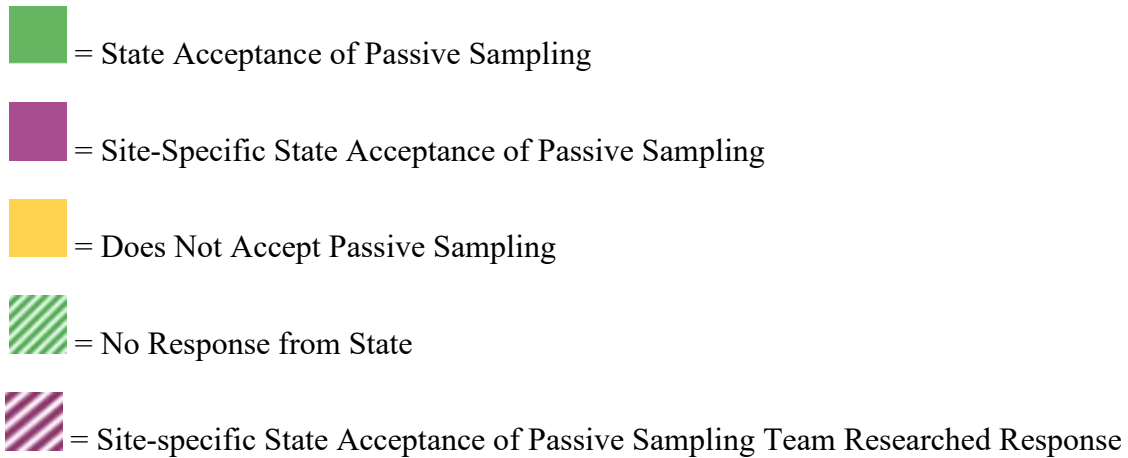 = State Acceptance of Passive Sampling
= Site-Specific State Acceptance of Passive Sampling
= Does Not Accept Passive Sampling
= No Response from State
= Site-specific State Acceptance of Passive Sampling Team Researched Response